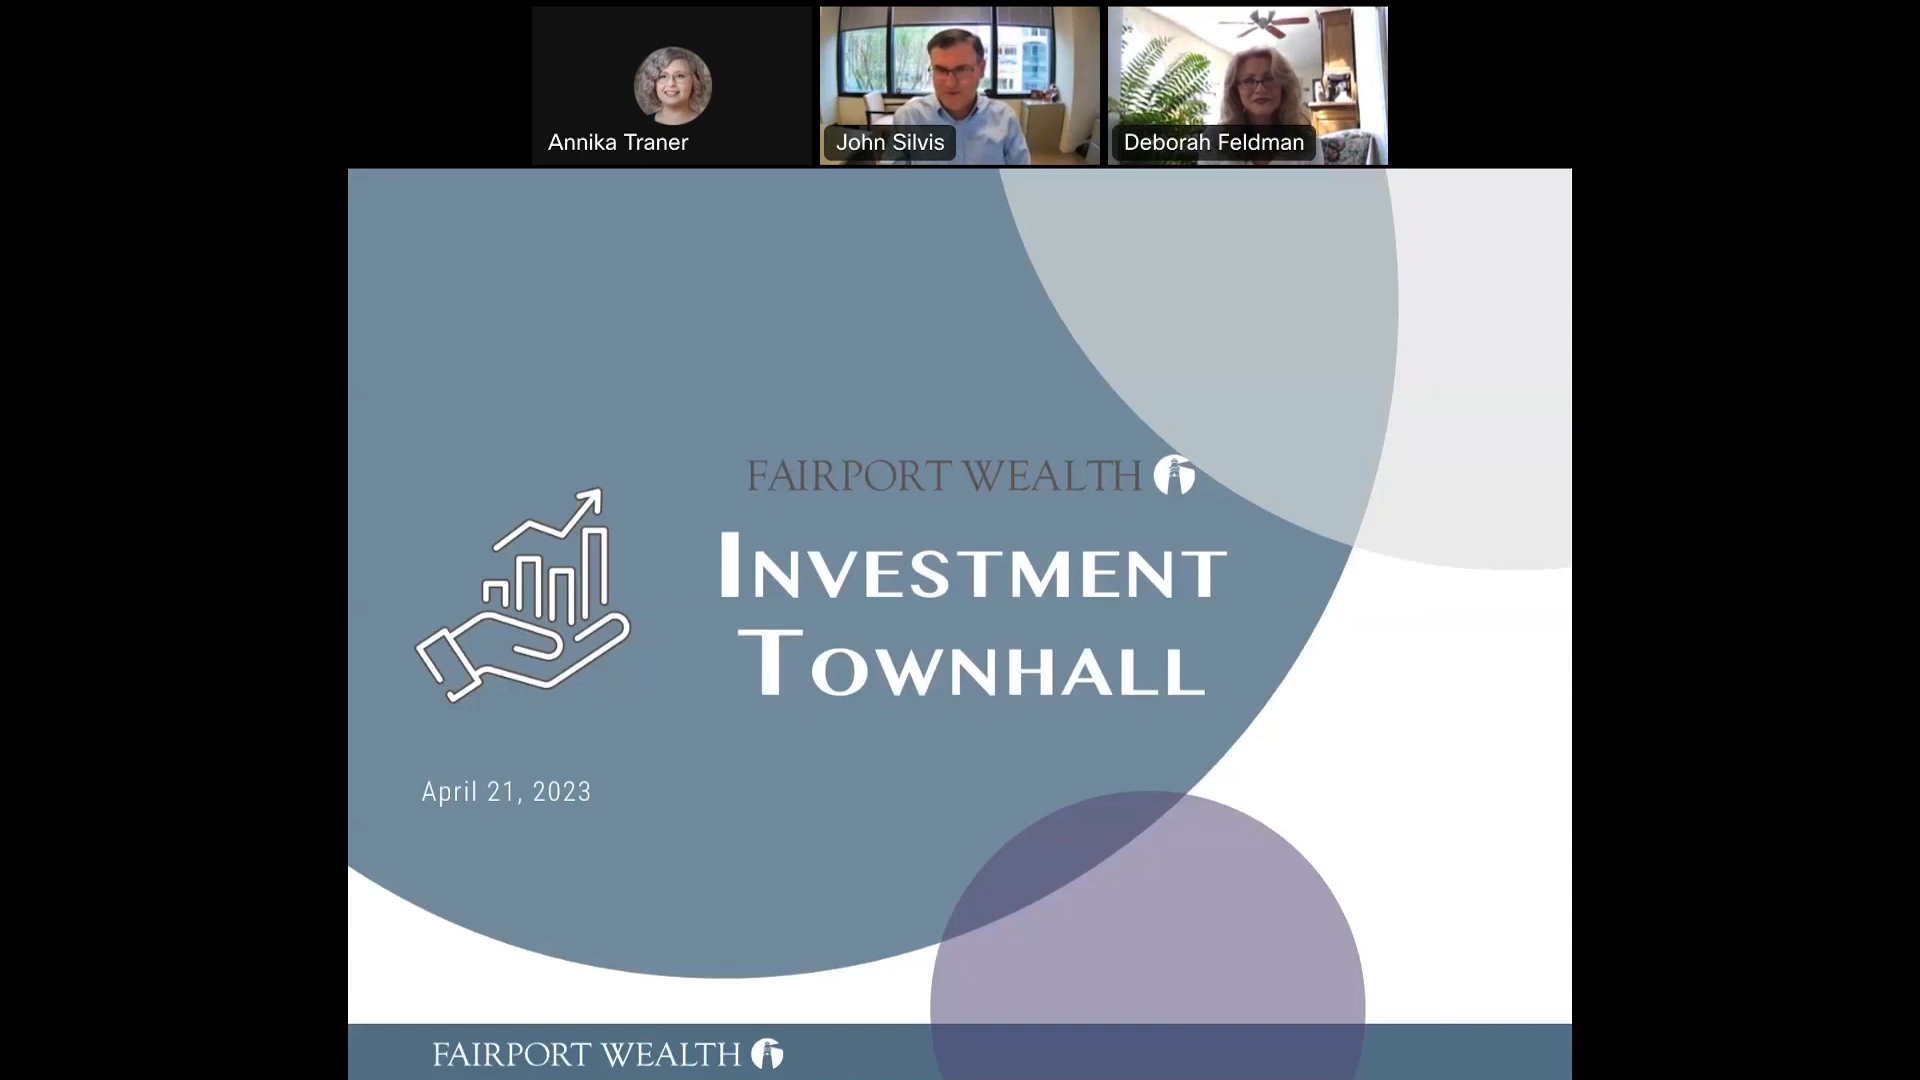 Annika Traner
John Silvis
Deborah Feldman
FAIRPORT WEALTH
INVESTMENT
TOWNHALL
April 21, 2023
FAIRPORT WEALTH